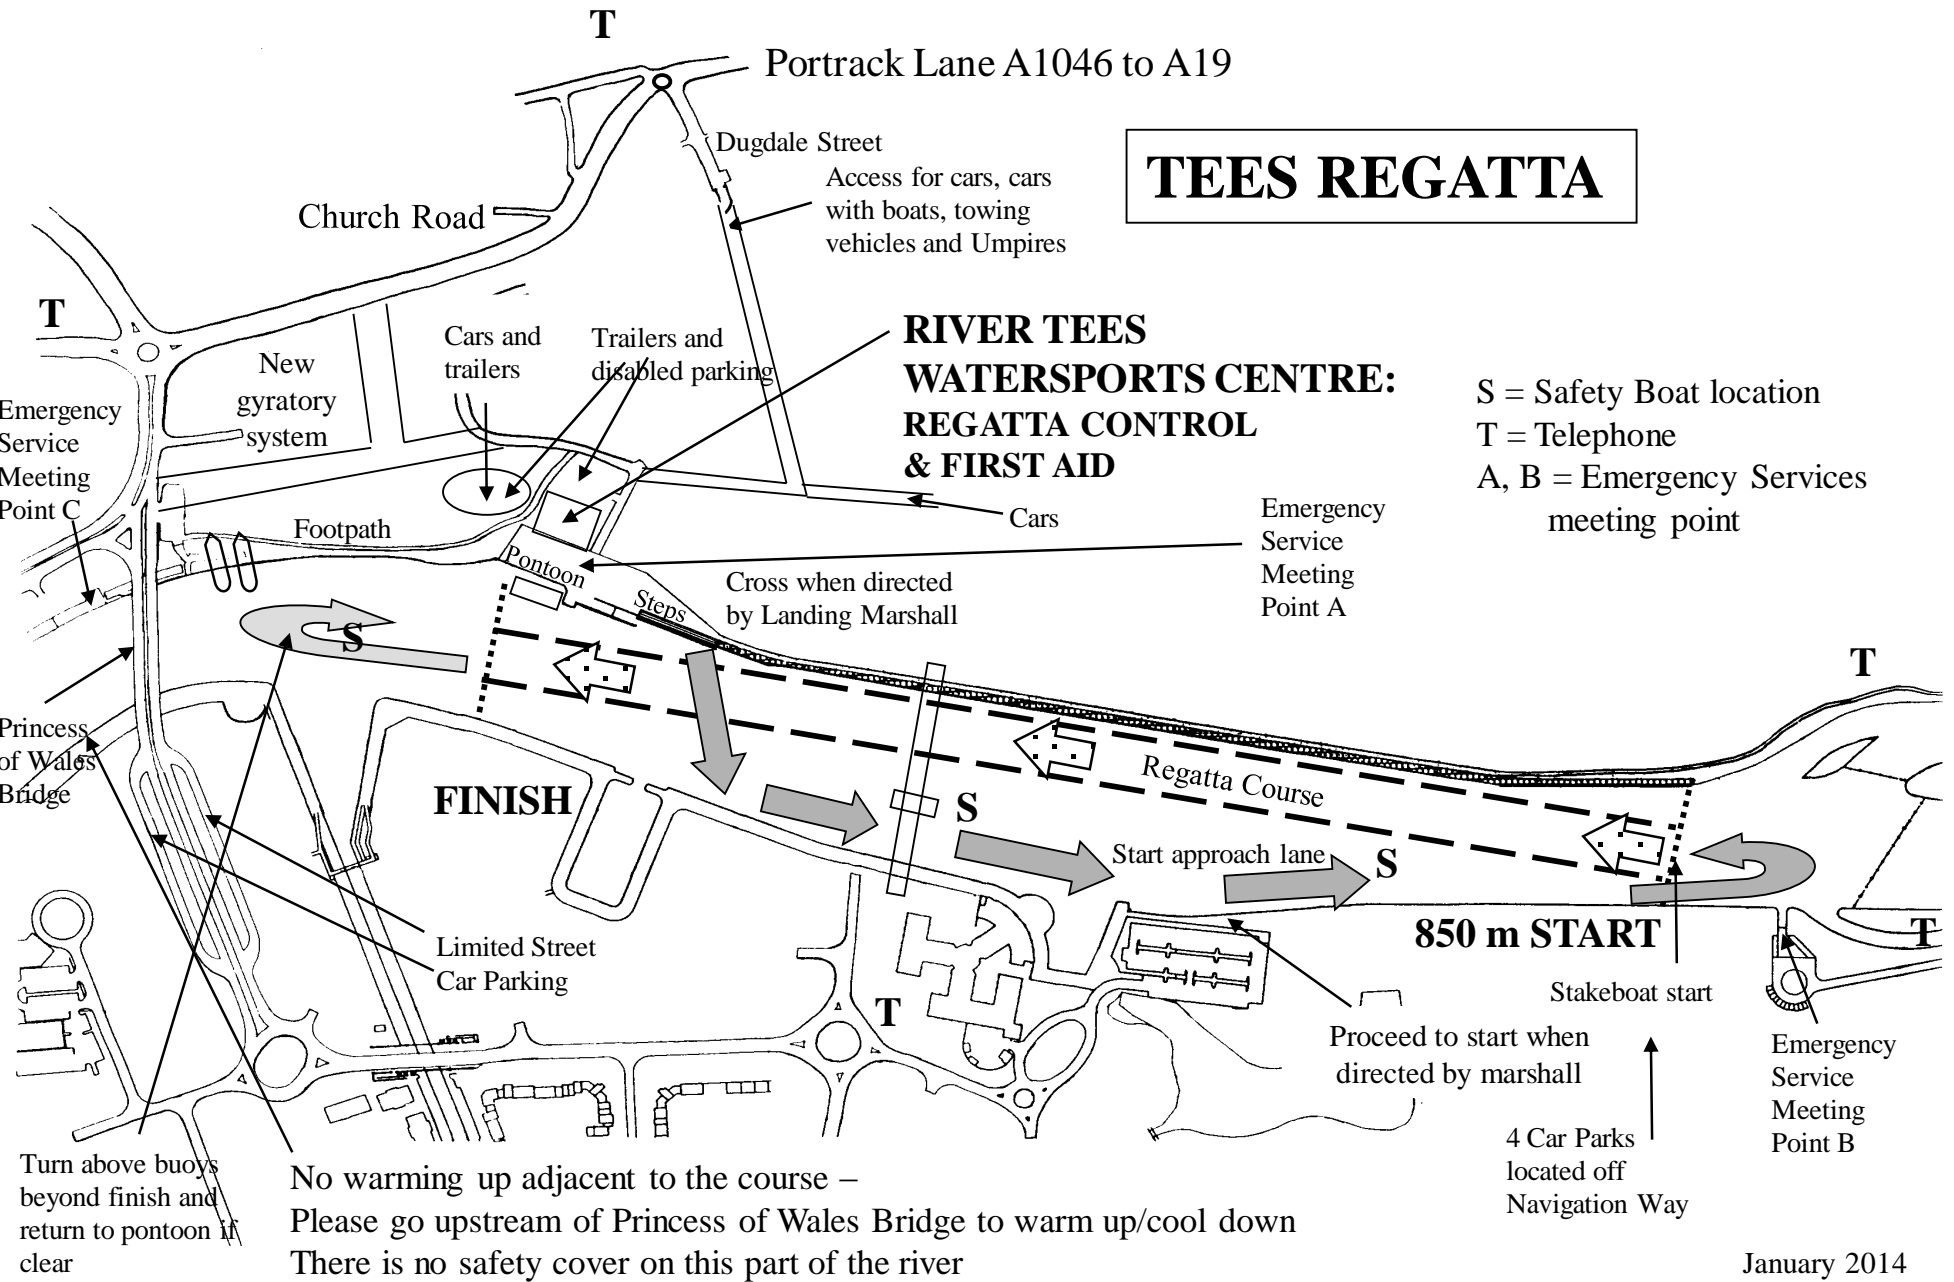 T
Portrack Lane A1046 to A19
Dugdale Street
TEES REGATTA
Access for cars, cars
with boats, towing
vehicles and Umpires
Church Road
T
Cars and
trailers
Trailers and
disabled parking
RIVER TEES
WATERSPORTS CENTRE:
REGATTA CONTROL
& FIRST AID
New
gyratory
system
S = Safety Boat location
T = Telephone
A, B = Emergency Services
meeting point
Emergency
Service
Meeting
Point C
Footpath
Cars
Emergency
Service
Meeting
Point A
Pontoon
Steps
Cross when directed
by Landing Marshall
S
T
Princess
of Wales
Bridge
FINISH
Regatta Course
S
Start approach lane
S
850 m START
T
Limited Street
Car Parking
T
Stakeboat start
Proceed to start when
directed by marshall
Emergency
Service
Meeting
Point B
4 Car Parks
located off
Navigation Way
Turn above buoys
beyond finish and
return to pontoon if
clear
No warming up adjacent to the course –
Please go upstream of Princess of Wales Bridge to warm up/cool down
There is no safety cover on this part of the river
January 2014